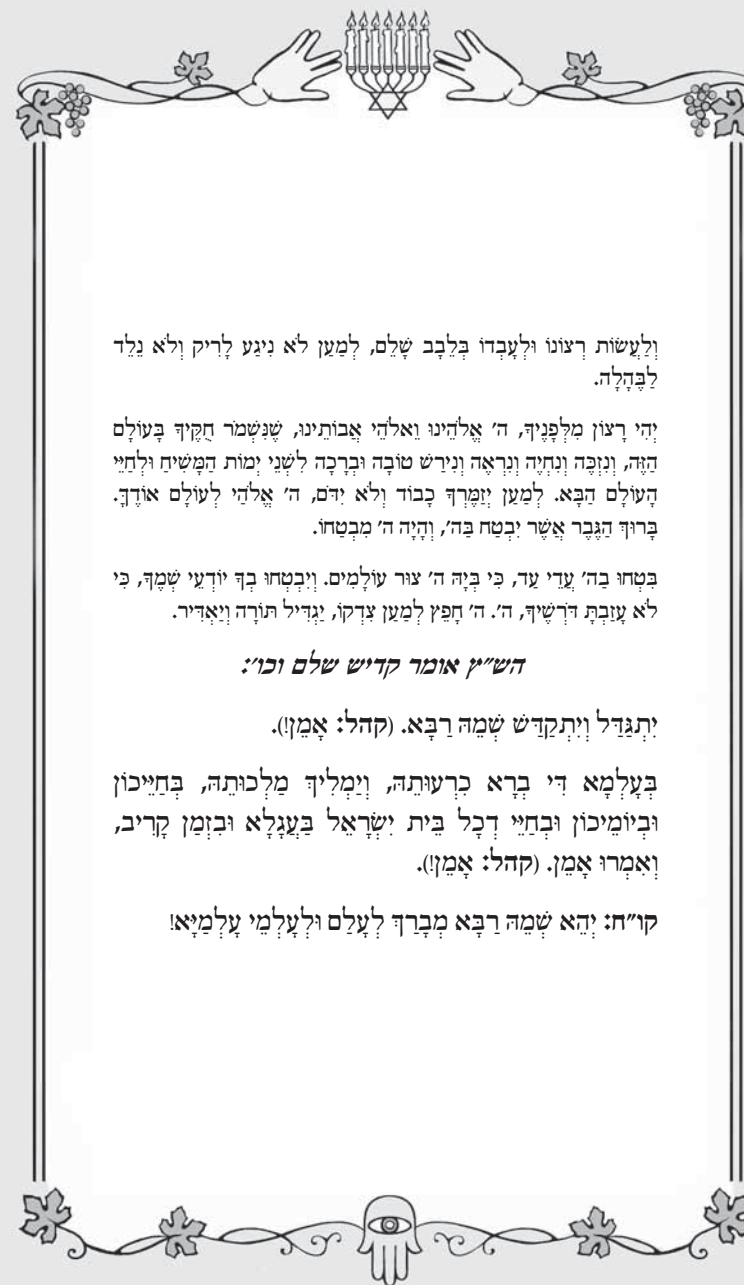 וְלַעֲשׂוֹת רְצוֹנוֹ וּלְעָבְדוֹ בְּלֵבָב שָׁלֵם, לְמַעַן לֹא נִיגַע לָרִיק וְלֹא נֵלֵד
לַבֶּהָלָה.
יְהִי רָצוֹן מִלְּפָנֶיךָ, ה׳ אֱלֹהֵינוּ וֵאלֹהֵי אֲבוֹתֵינוּ, שֶׁנִּשְׁמֹר חֻקֶּיךָ בָּעוֹלָם
הַזֶּה, וְנִזְכֶּה וְנִחְיֶה וְנִרְאֶה וְנִירַשׁ טוֹבָה וּבְרָכָה לִשְׁנֵי יְמוֹת הַמָּשִׁיחַ וּלְחַיֵּי
הָעוֹלָם הַבָּא. לְמַעַן יְזַמֶּרְךָ כָבוֹד וְלֹא יִדֹּם, ה׳ אֱלֹהַי לְעוֹלָם אוֹדֶךָּ.
בָּרוּךְ הַגֶּבֶר אֲשֶׁר יִבְטַח בַּה׳, וְהָיָה ה׳ מִבְטַחוֹ.
בִּטְחוּ בַה׳ עֲדֵי עַד, כִּי בְּיָהּ ה׳ צוּר עוֹלָמִים. וְיִבְטְחוּ בְךָ יוֹדְעֵי שְׁמֶךָ, כִּי
לֹא עָזַבְתָּ דֹּרְשֶׁיךָ, ה׳. ה׳ חָפֵץ לְמַעַן צִדְקוֹ, יַגְדִּיל תּוֹרָה וְיַאְדִּיר.
הש״ץ אומר קדיש שלם וכו׳:
יִתְגַּדַּל וְיִתְקַדַּשׁ שְׁמֵהּ רַבָּא. (קהל: אָמֵן!).
בְּעָלְמָא דִּי בְרָא כִרְעוּתֵהּ, וְיַמְלִיךְ מַלְכוּתֵהּ, בְּחַיֵּיכוֹן
וּבְיוֹמֵיכוֹן וּבְחַיֵּי דְכָל בֵּית יִשְׂרָאֵל בַּעֲגָלָא וּבִזְמַן קָרִיב,
וְאִמְרוּ אָמֵן. (קהל: אָמֵן!).
קו״ח: יְהֵא שְׁמֵהּ רַבָּא מְבָרַךְ לְעָלַם וּלְעָלְמֵי עָלְמַיָּא!